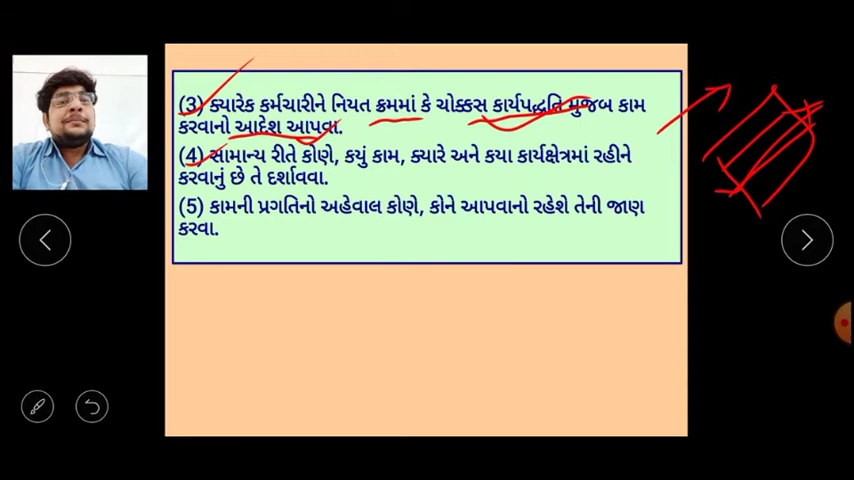 (3) ક્યારેક કર્મચારીને નિયત ક્રમમાં કે ચોક્કસ કાર્યપદ્ધતિ મુજબ કામ
કરવાનો આદેશ આપવા.
(4) સામાન્ય રીતે કોણે, કયું કામ, ક્યારે અને કયા કાર્યક્ષેત્રમાં રહીને
કરવાનું છે તે દર્શાવવા.
(5) કામની પ્રગતિનો અહેવાલ કોણે, કોને આપવાનો રહેશે તેની જાણ
કરવા.